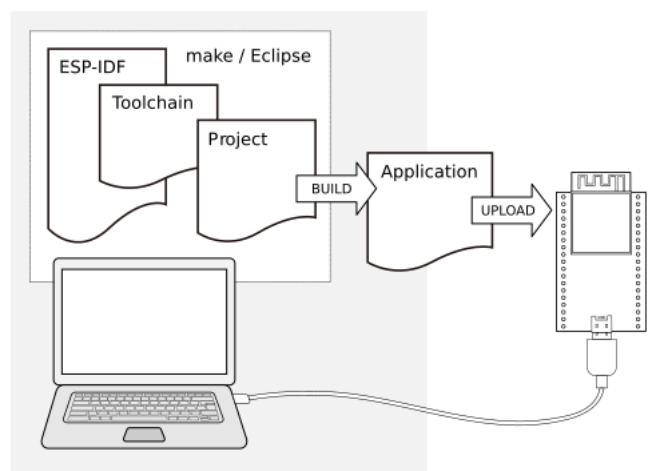 make / Eclipse
ESP-IDF
Toolchain
Project
BUILD
Application
UPLOAD